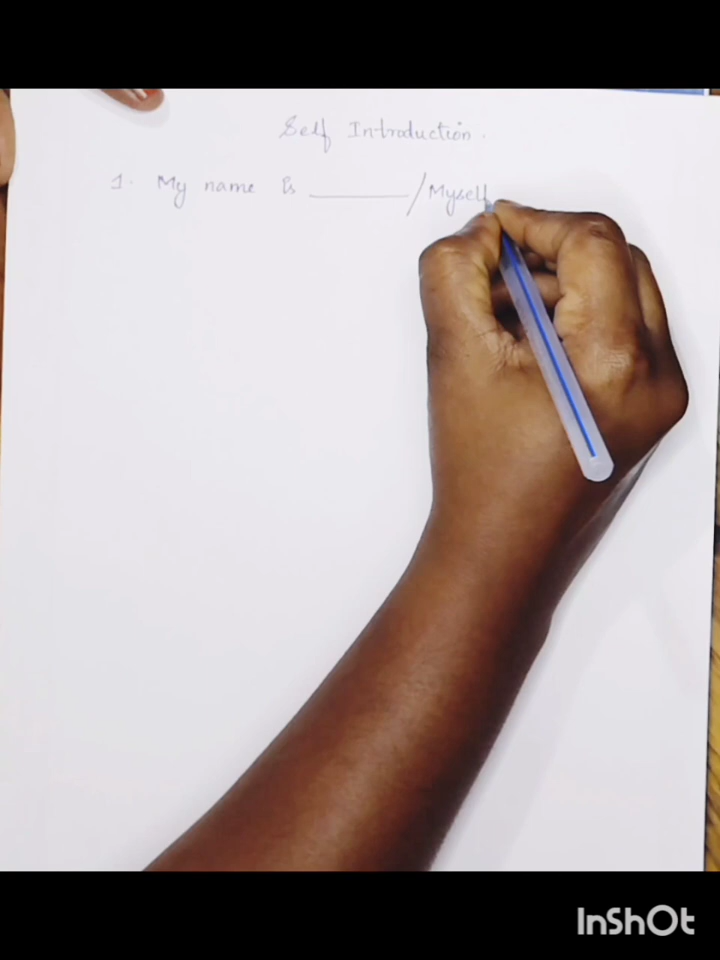 Self Introduction.
1. My name is ________ / Myself
InShOt